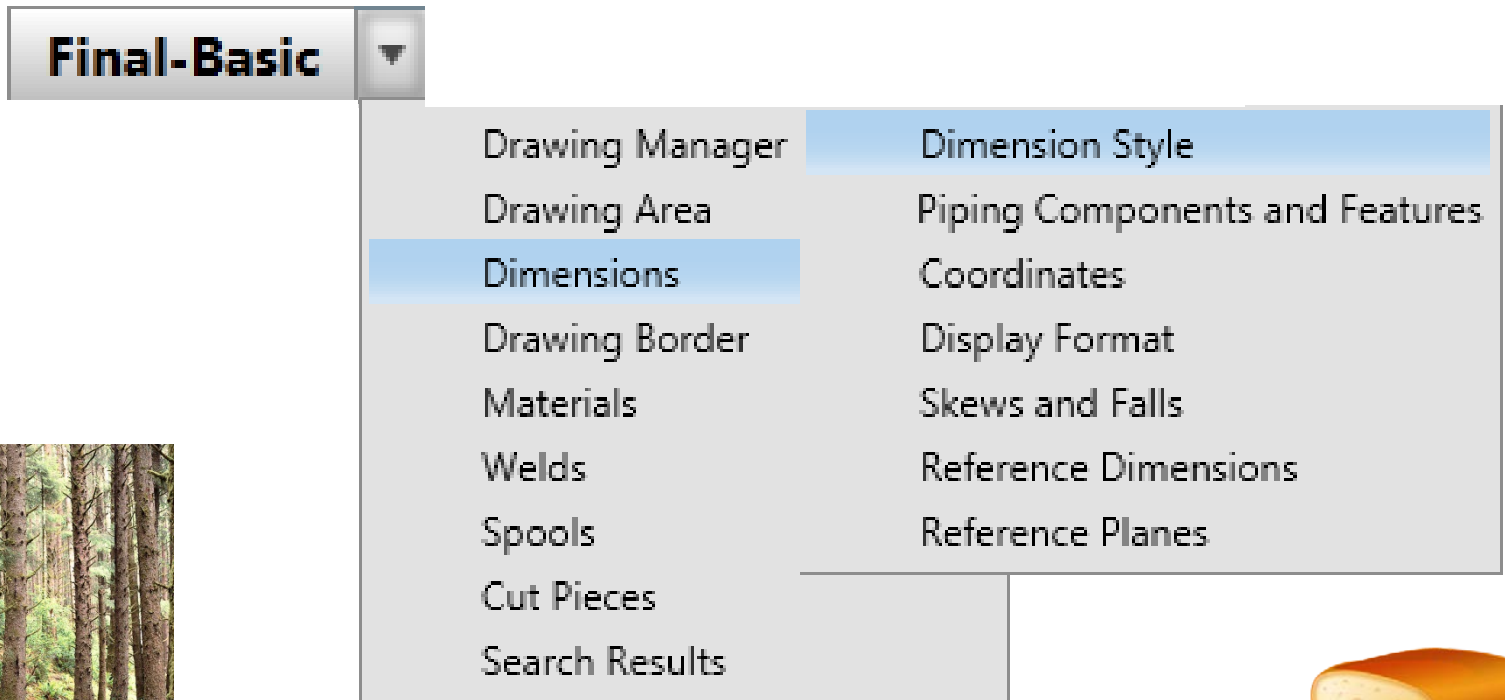 Final-Basic
Drawing Manager
Drawing Area
Dimensions
Drawing Border
Materials
Welds
Spools
Cut Pieces
Search Results
Dimension Style
Piping Components and Features
Coordinates
Display Format
Skews and Falls
Reference Dimensions
Reference Planes